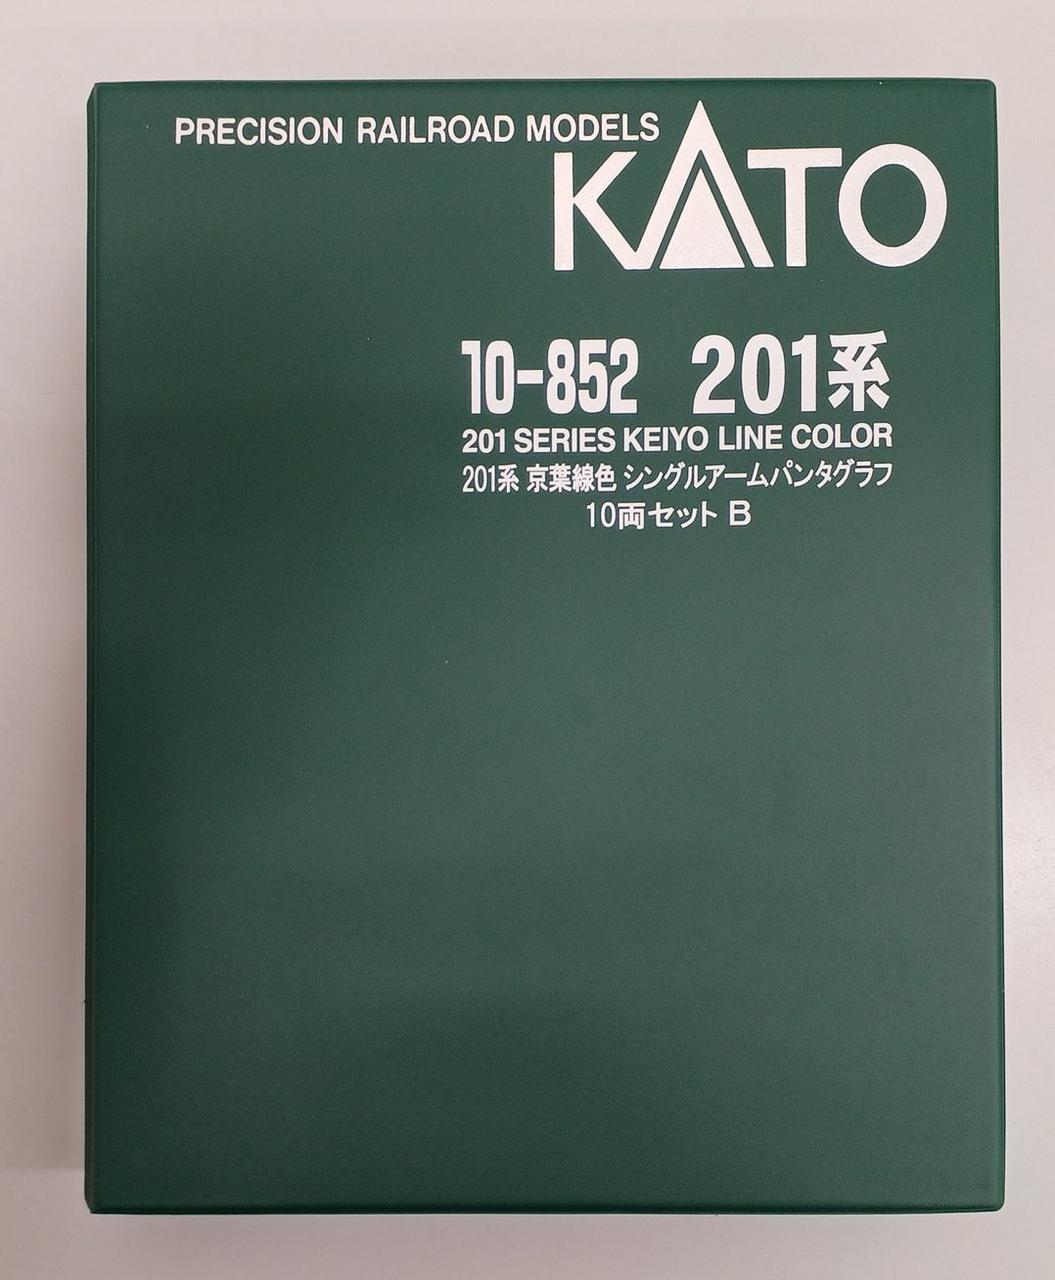 PRECISION RAILROAD MODELS
KATO
10-852 201系
201 SERIES KEIYO LINE COLOR
201系 京葉線色 シングルアームパンタグラフ
10両セット B